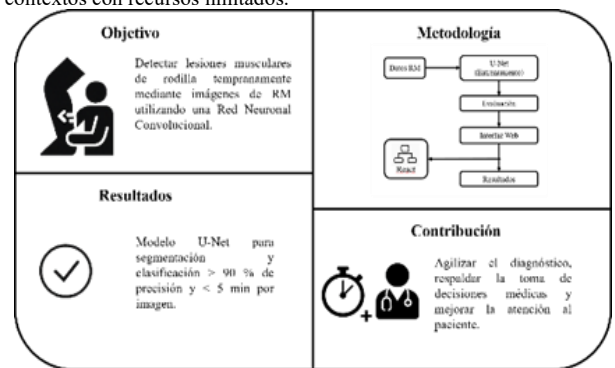 contextos con recursos limitados.
Objetivo
Detectar lesiones musculares
de rodilla tempranamente
mediante imágenes de RM
utilizando una Red Neuronal
Convolucional.
Metodología
Datos RM
U-Net
(Entrenamiento)
Evaluación
Interfaz Web
React
Resultados
Resultados
Modelo U-Net para
segmentación y
clasificación > 90 % de
precisión y < 5 min por
imagen.
Contribución
Agilizar el diagnóstico,
respaldar la toma de
decisiones médicas y
mejorar la atención al
paciente.